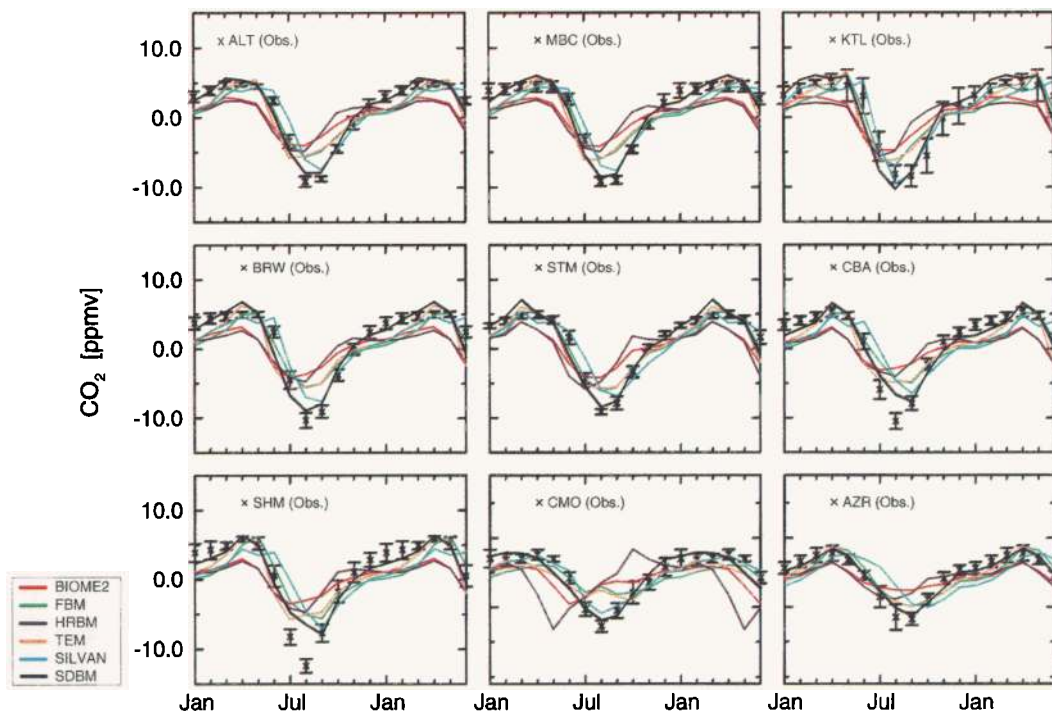 10.0
0.0
-10.0
× ALT (Obs.)
× MBC (Obs.)
× KTL (Obs.)
10.0
0.0
-10.0
× BRW (Obs.)
× STM (Obs.)
× CBA (Obs.)
CO2 [ppmv]
10.0
0.0
-10.0
× SHM (Obs.)
× CMO (Obs.)
× AZR (Obs.)
BIOME2
FBM
HRBM
TEM
SILVAN
SDBM
Jan Jul Jan
Jan Jul Jan
Jan Jul Jan